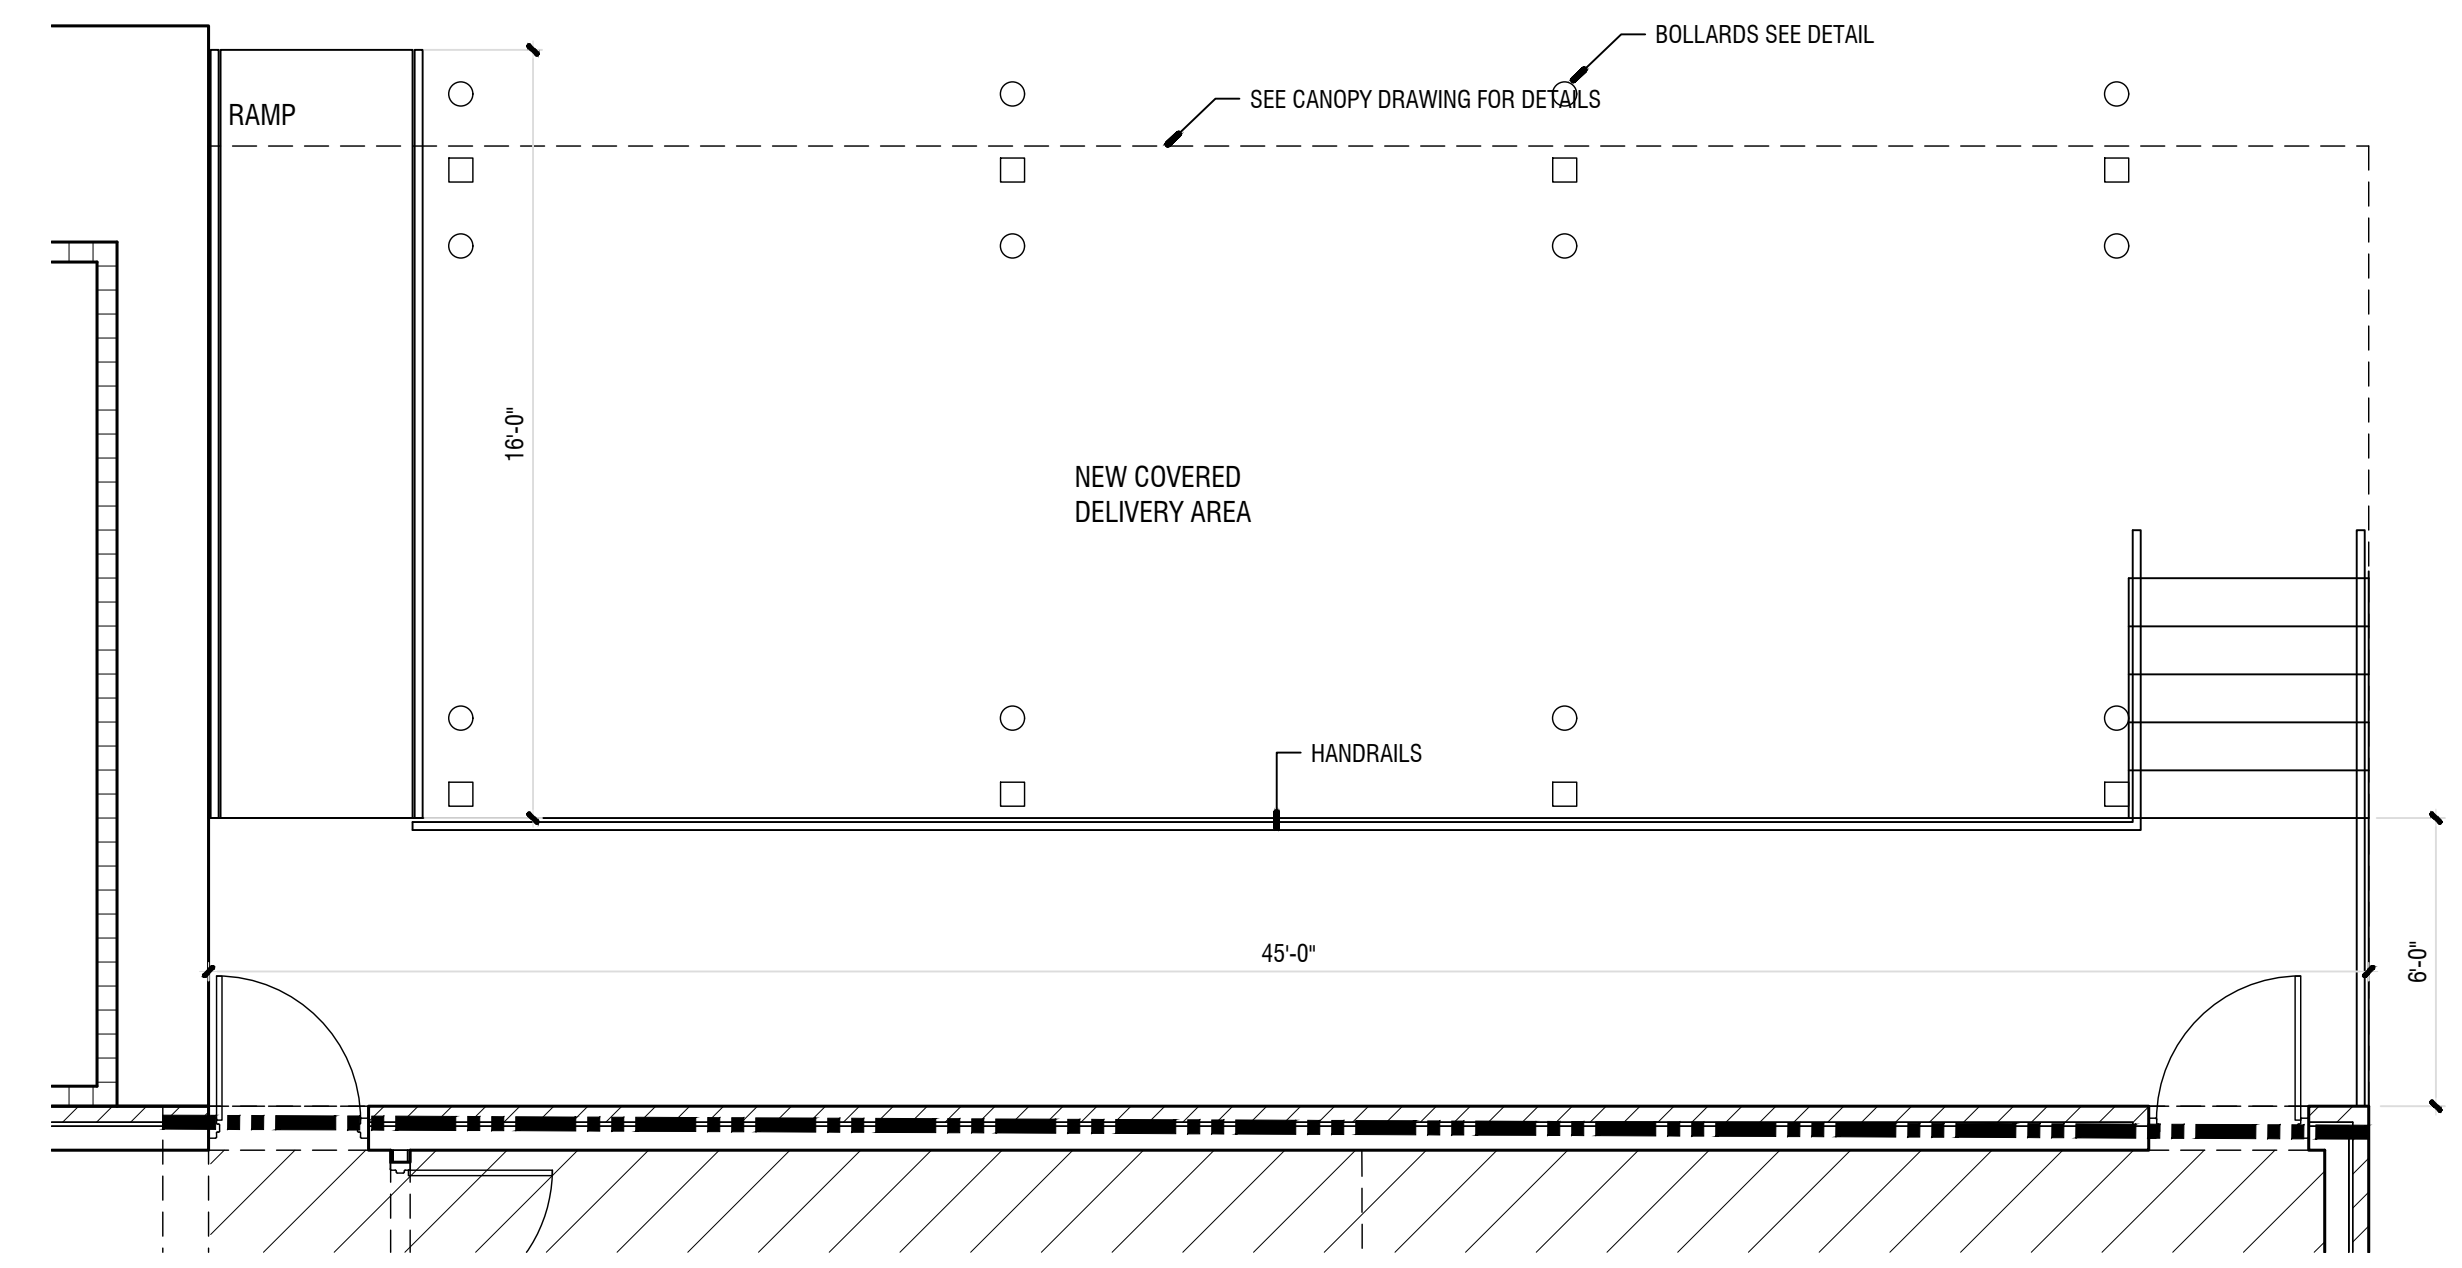 BOLLARDS SEE DETAIL
SEE CANOPY DRAWING FOR DETAILS
RAMP
16'-0"
NEW COVERED
DELIVERY AREA
HANDRAILS
45'-0"
6'-0"